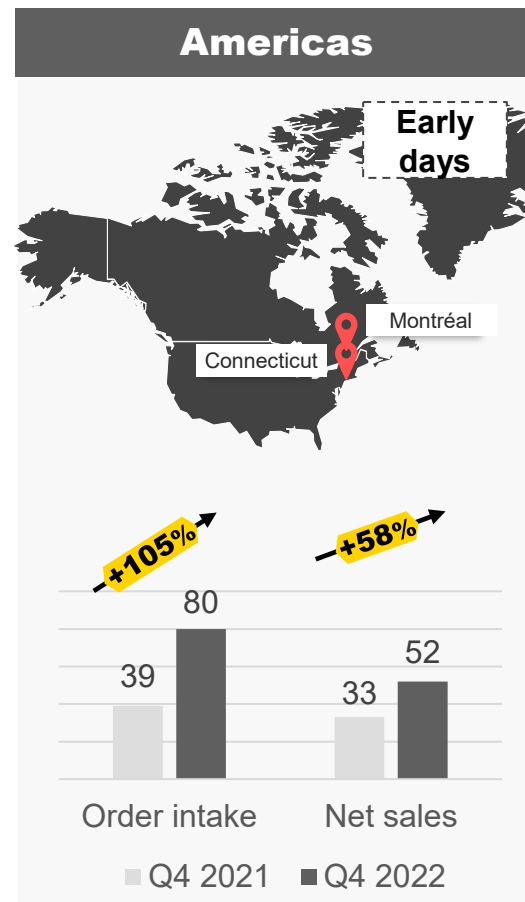 Americas
Early
days
Montréal
Connecticut
+105%
+58%
80
39
52
33
Order intake
Net sales
Q4 2021
Q4 2022